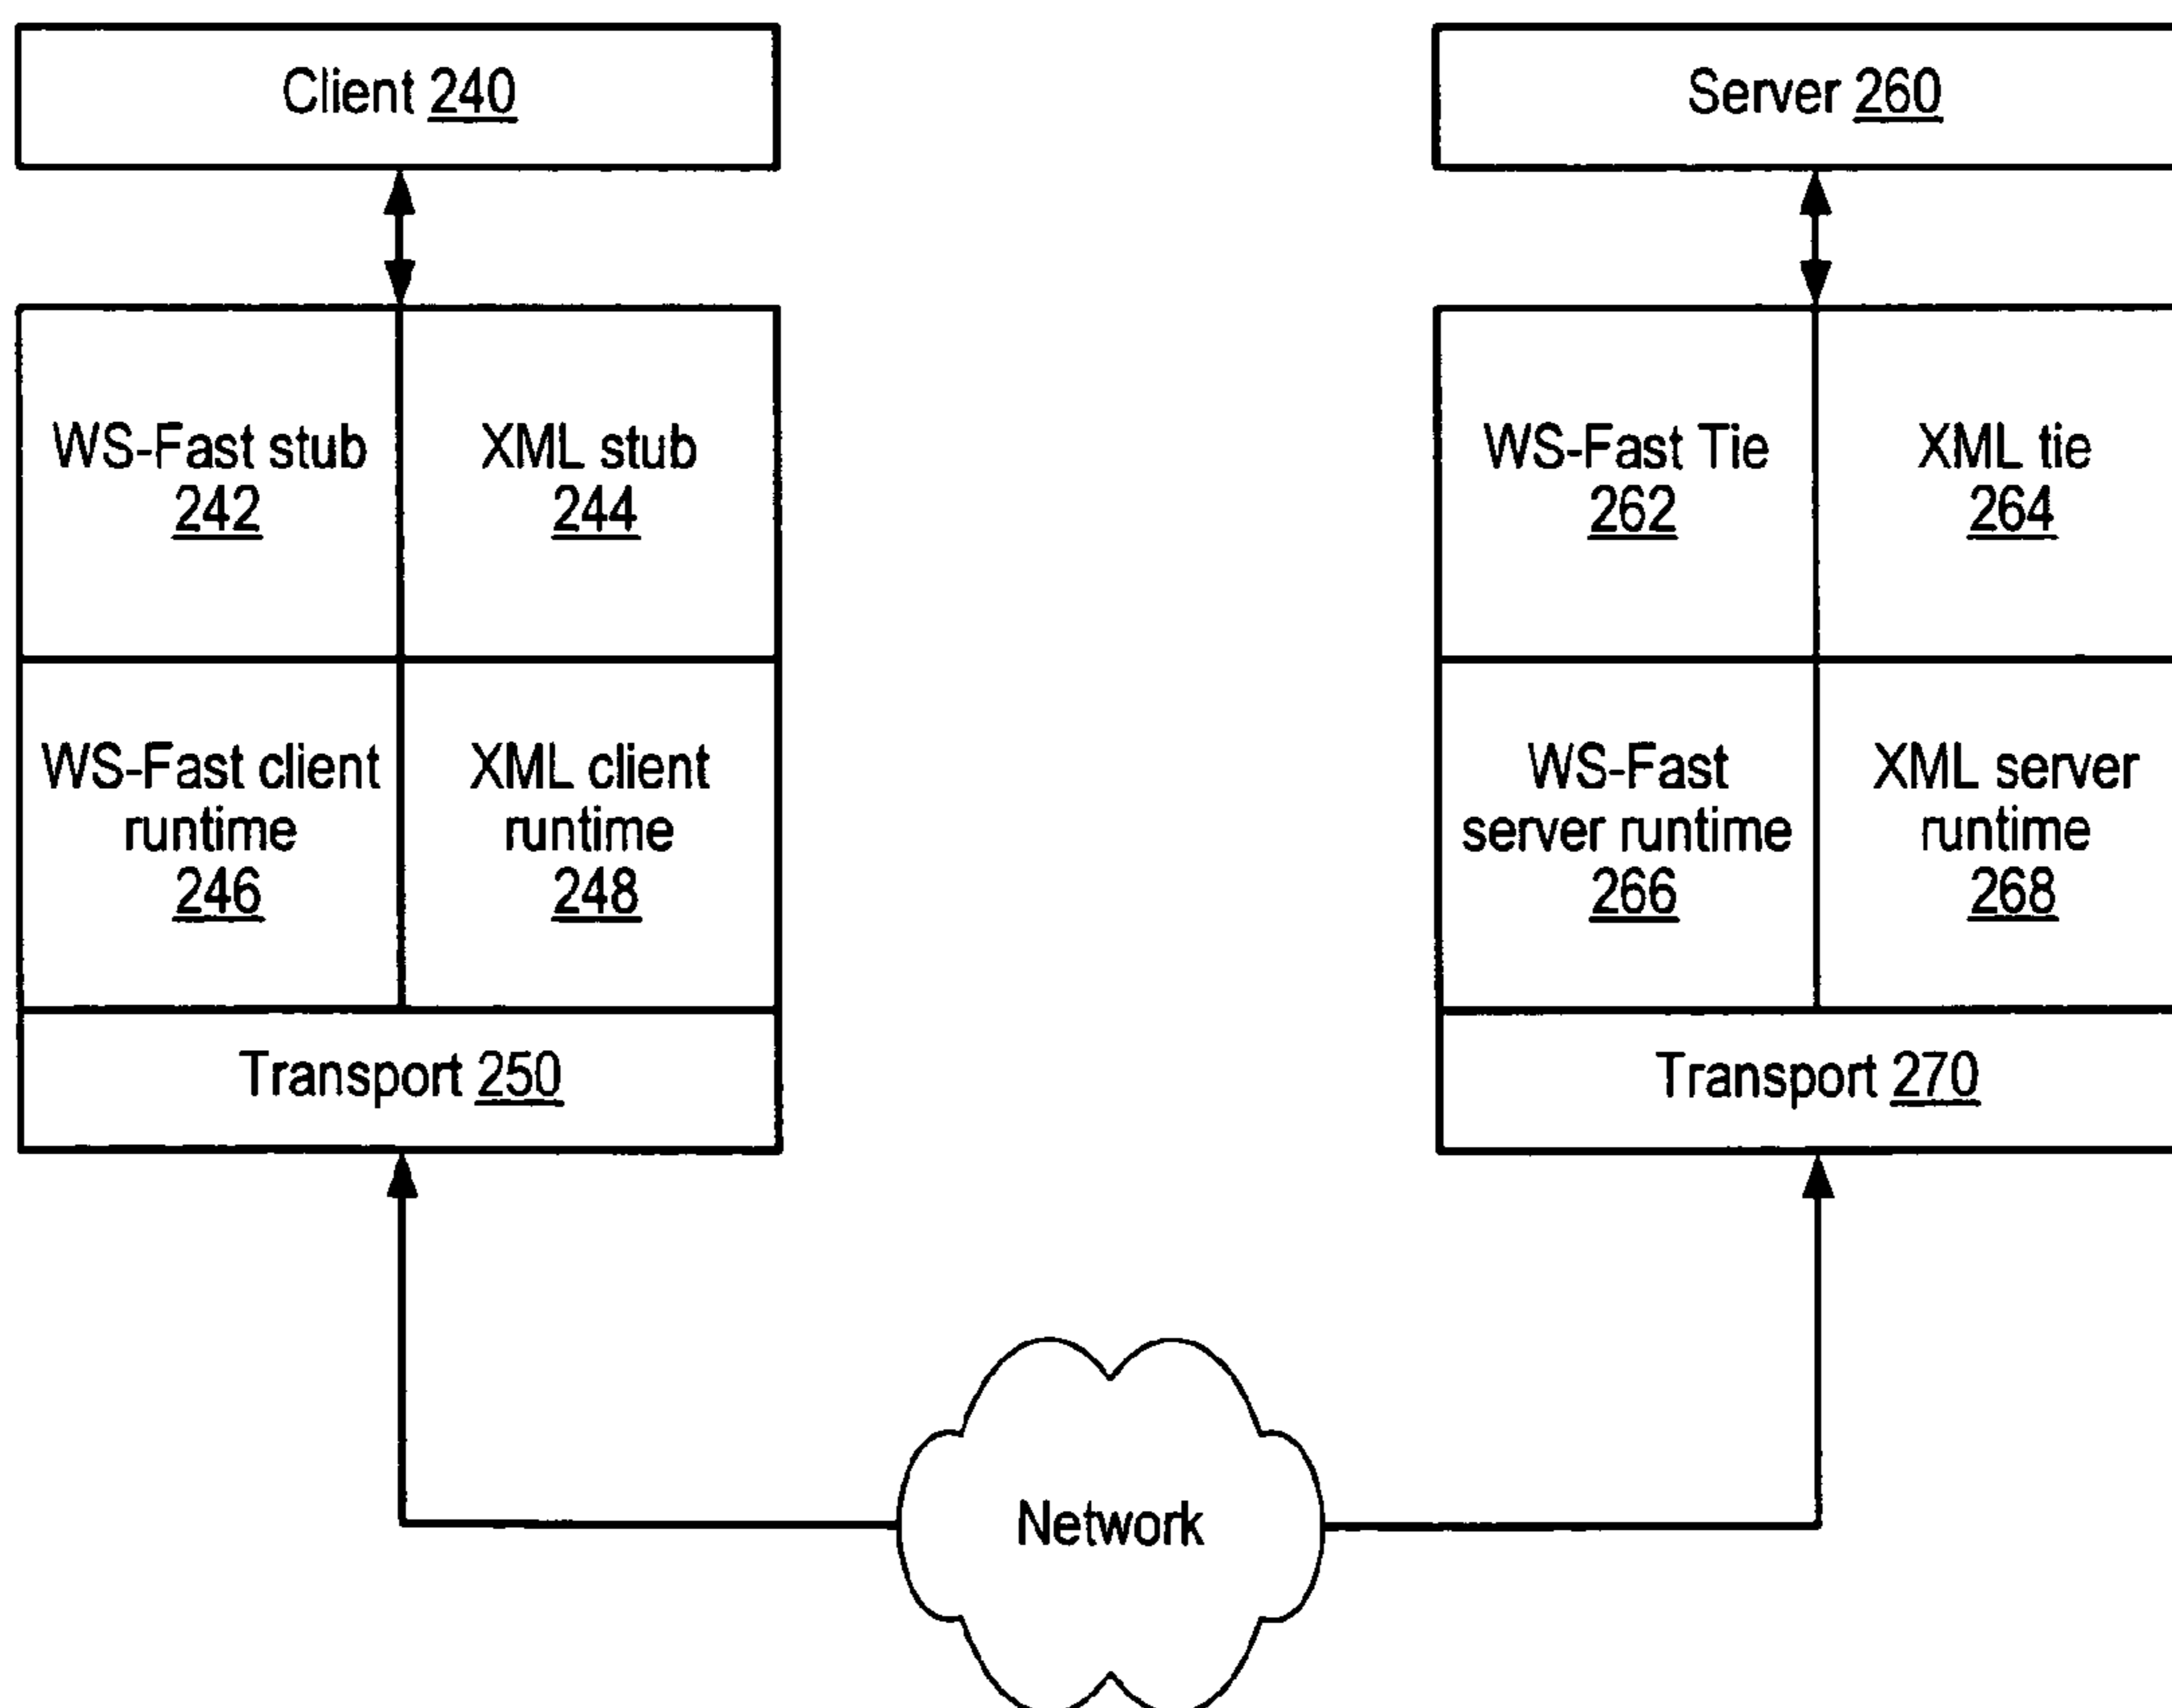 Client 240
WS-Fast stub
242
XML stub
244
WS-Fast client
runtime
246
XML client
runtime
248
Transport 250
Server 260
WS-Fast Tie
262
XML tie
264
WS-Fast
server runtime
266
XML server
runtime
268
Transport 270
Network